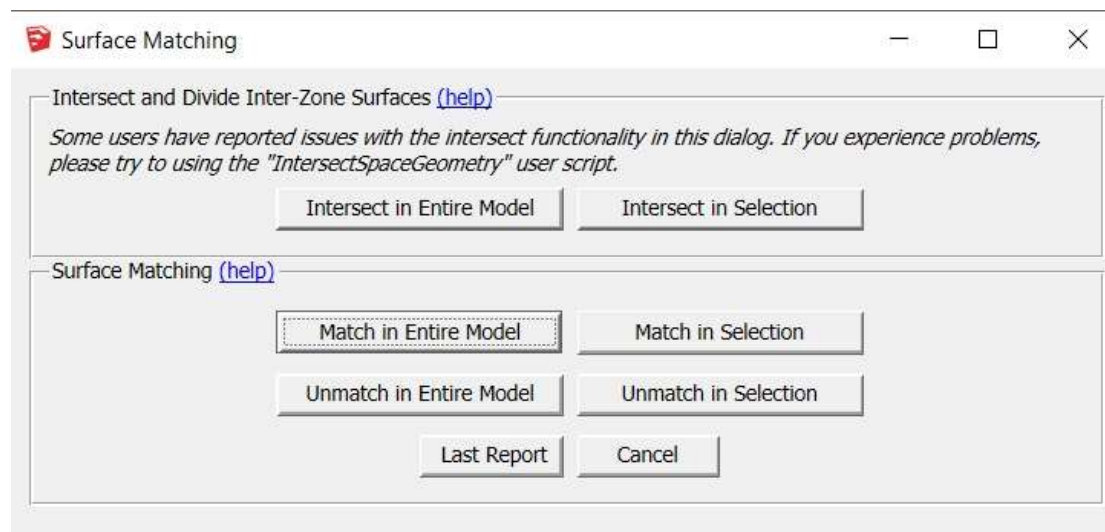 Surface Matching
Intersect and Divide Inter-Zone Surfaces (help)
Some users have reported issues with the intersect functionality in this dialog. If you experience problems,
please try to using the "IntersectSpaceGeometry" user script.
Intersect in Entire Model Intersect in Selection
Surface Matching (help)
Match in Entire Model Match in Selection
Unmatch in Entire Model Unmatch in Selection
Last Report Cancel